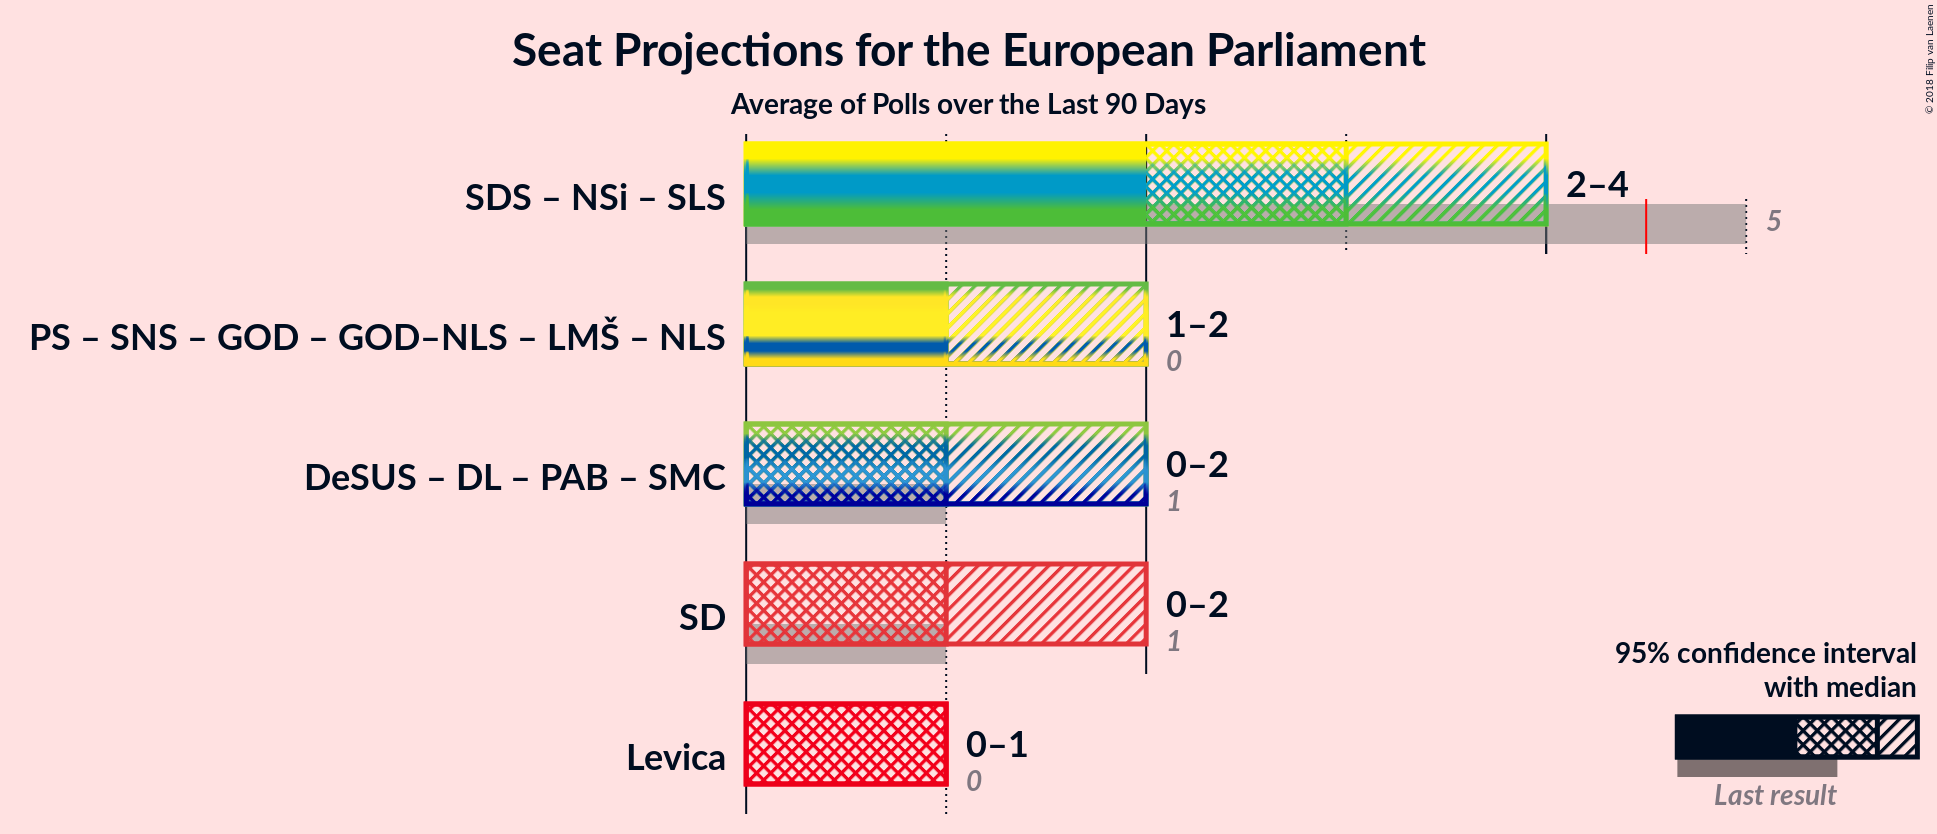 Seat Projections for the European Parliament
Average of Polls over the Last 90 Days
© 2018 Filip van Laenen
SDS – NSi – SLS
2–4
5
PS – SNS – GOD – GOD–NLS – LMŠ – NLS
1–2
0
DeSUS – DL – PAB – SMC
0–2
1
SD
0–2
1
Levica
0–1
0
95% confidence interval
with median
Last result